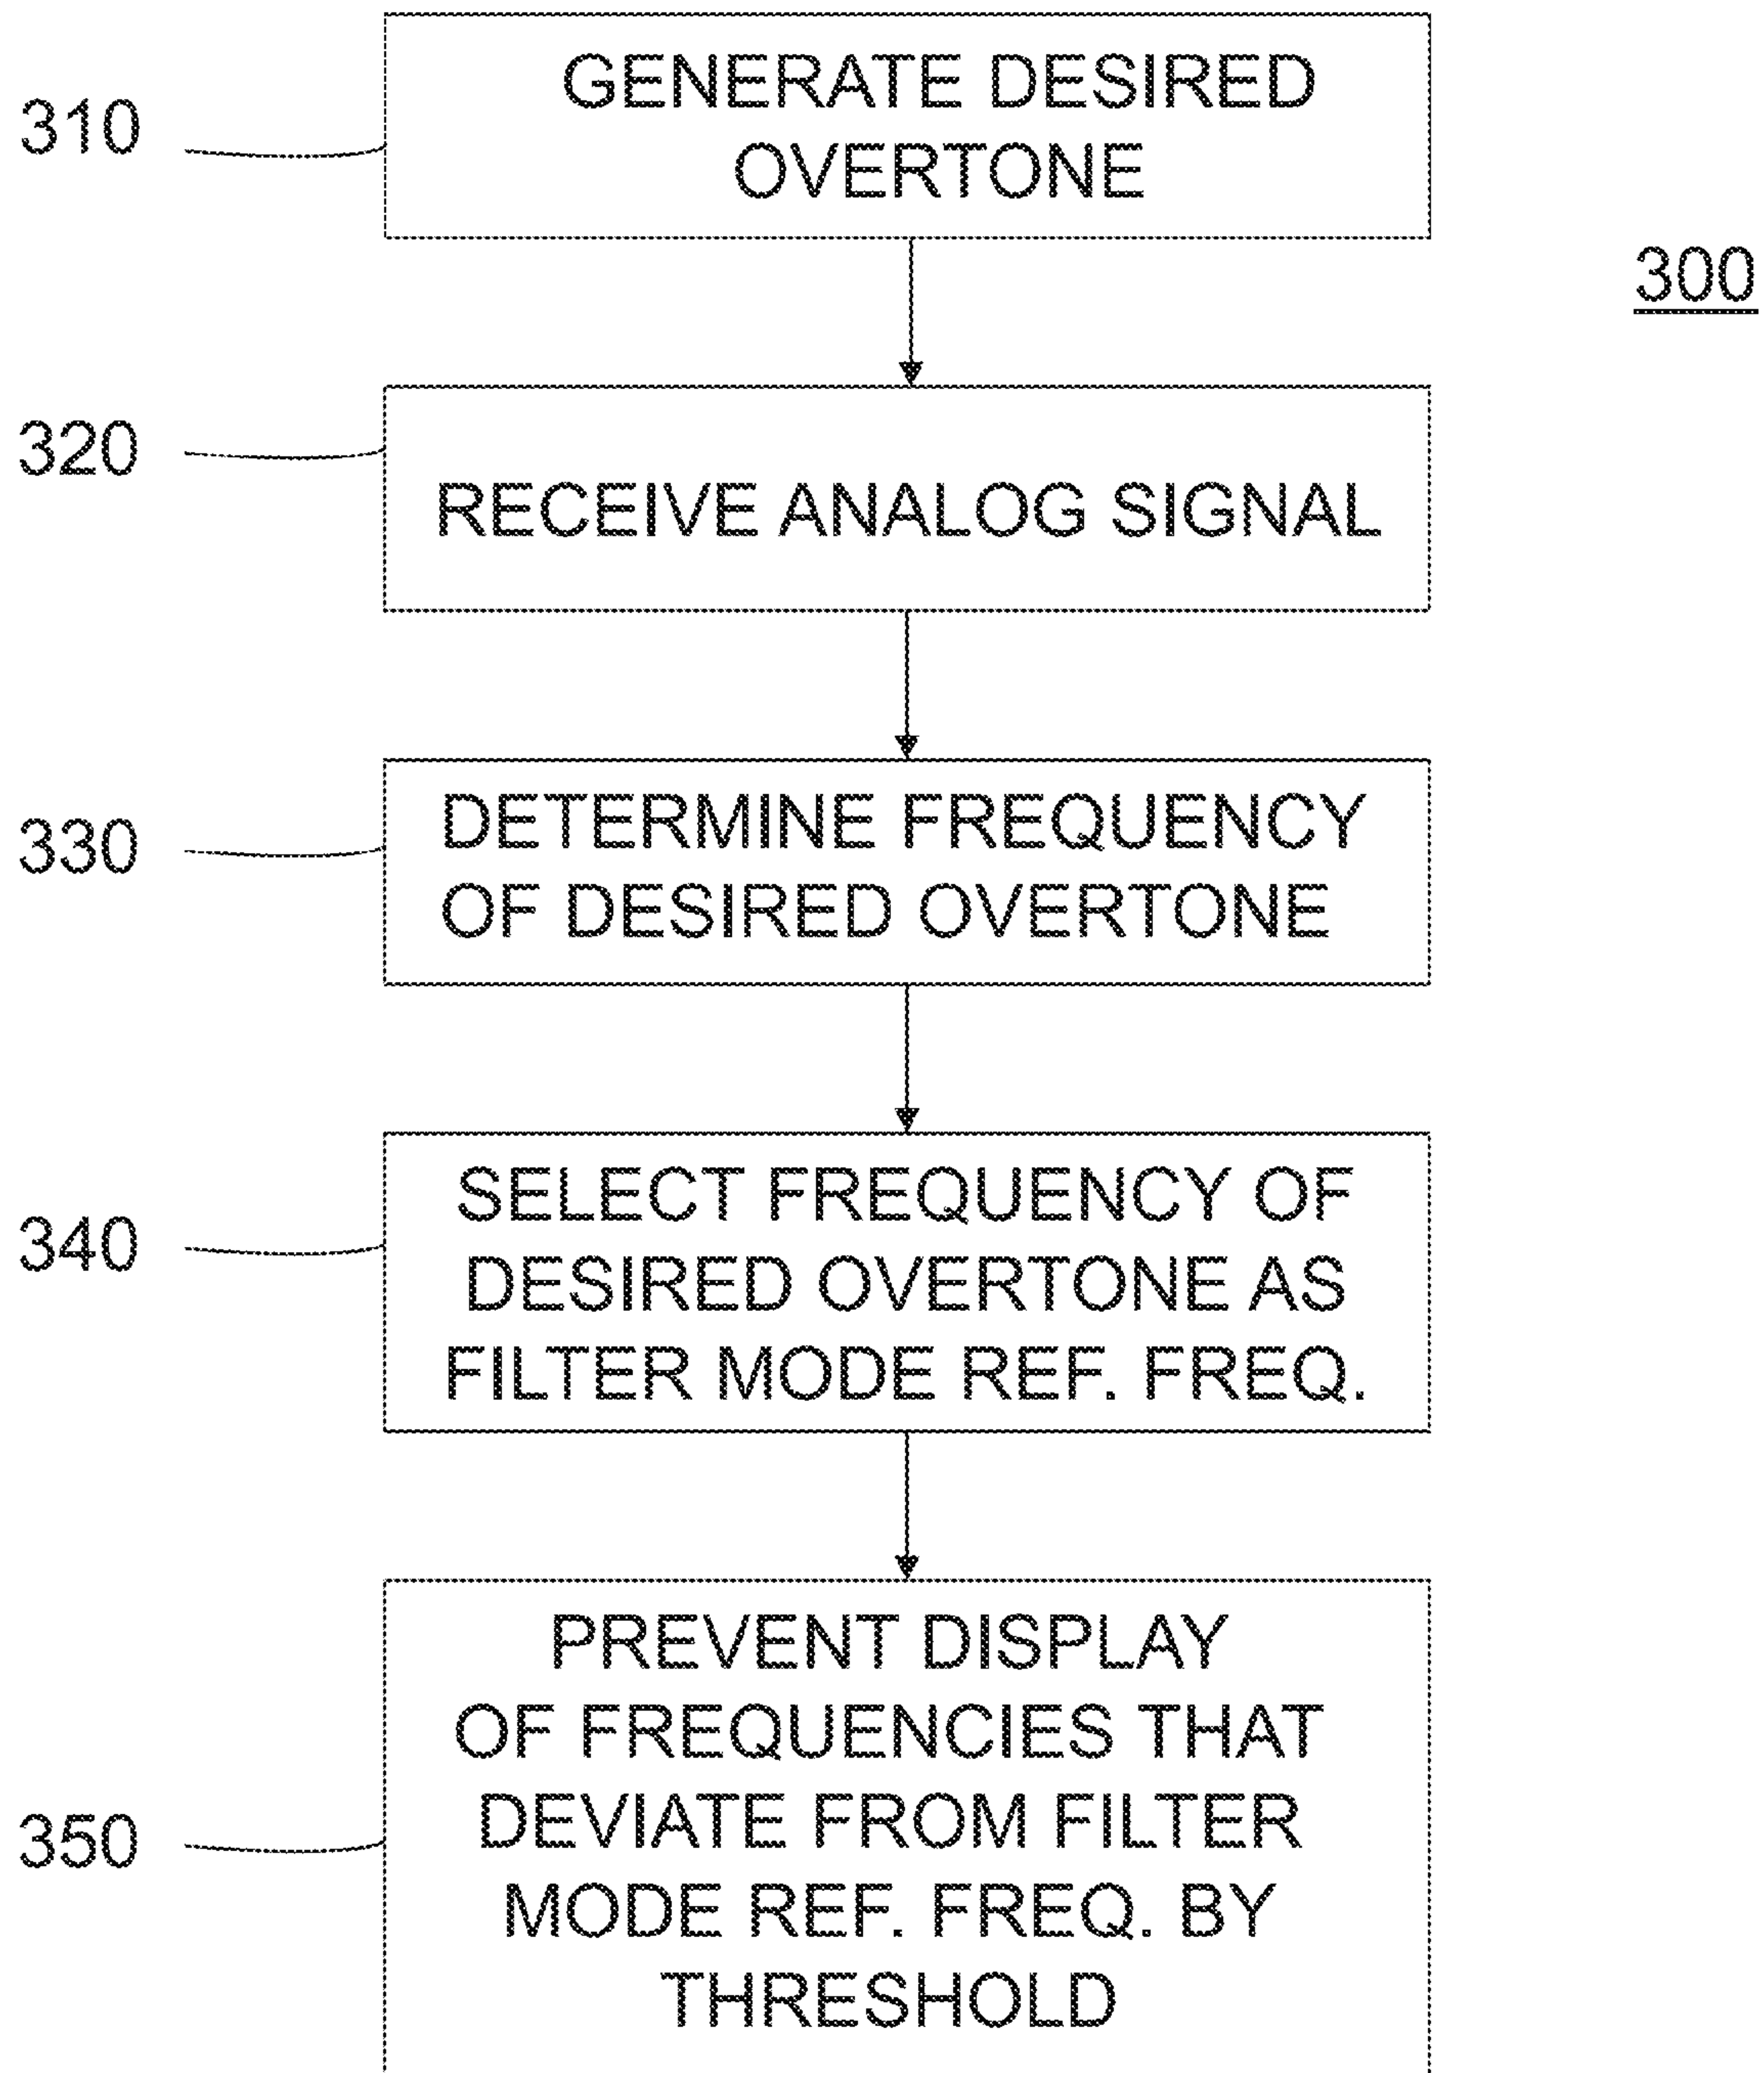 310
GENERATE DESIRED
OVERTONE
300
320
RECEIVE ANALOG SIGNAL
330
DETERMINE FREQUENCY
OF DESIRED OVERTONE
340
SELECT FREQUENCY OF
DESIRED OVERTONE AS
FILTER MODE REF. FREQ.
350
PREVENT DISPLAY
OF FREQUENCIES THAT
DEVIATE FROM FILTER
MODE REF. FREQ. BY
THRESHOLD